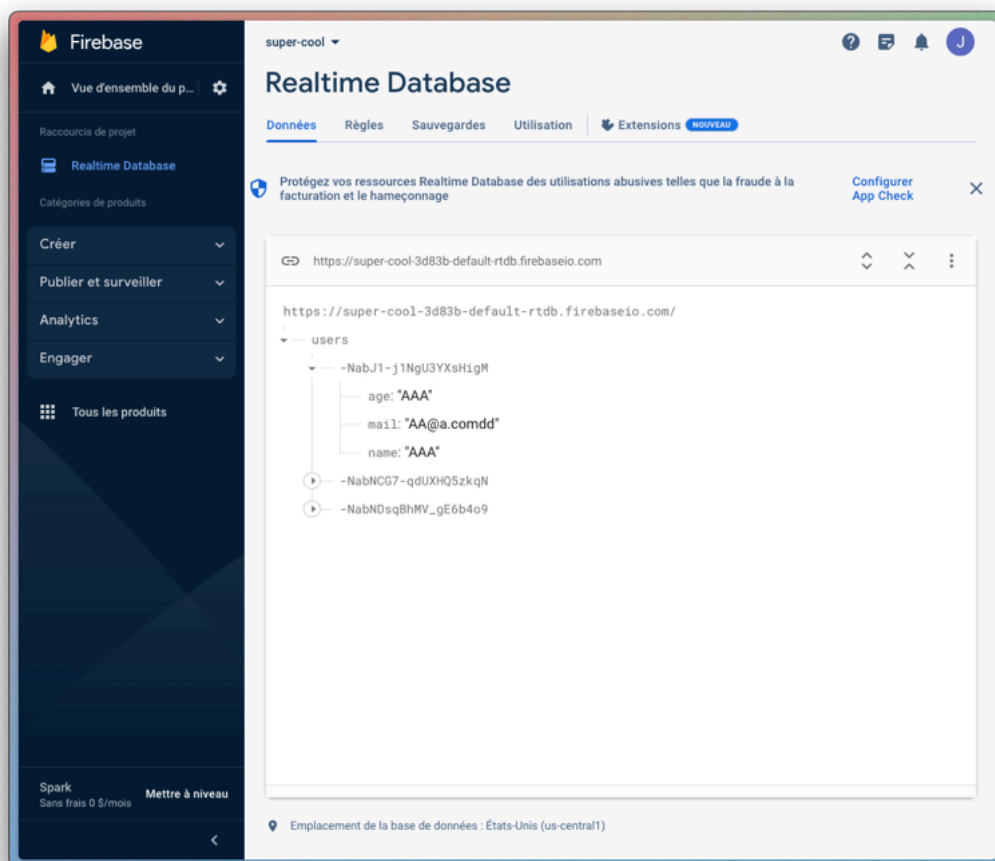 Firebase
Vue d'ensemble du p...
Raccourcis de projet
Realtime Database
Catégories de produits
Créer
Publier et surveiller
Analytics
Engager
Tous les produits
Spark
Sans frais 0 $/mois
Mettre à niveau
super-cool
J
Realtime Database
Données Règles Sauvegardes Utilisation Extensions NOUVEAU
Protégez vos ressources Realtime Database des utilisations abusives telles que la fraude à la
facturation et le hameçonnage
Configurer
App Check
https://super-cool-3d83b-default-rtdb.firebaseio.com
https://super-cool-3d83b-default-rtdb.firebaseio.com/
users
-NabJ1-j1NgU3YXsHigM
age: "AAA"
mail: "AA@a.comdd"
name: "AAA"
-NabNCG7-qdUXHQ5zkqN
-NabNDsqBhMV_gE6b4o9
Emplacement de la base de données : États-Unis (us-central1)